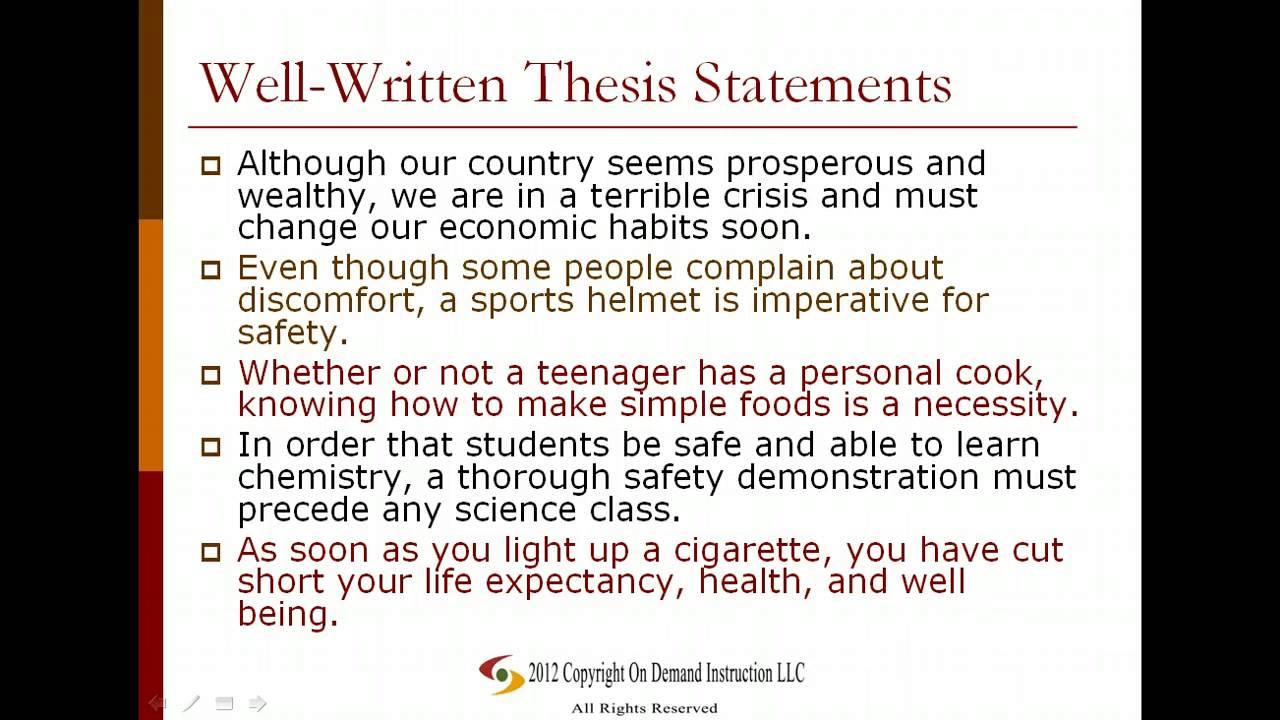 Well-Written Thesis Statements
Although our country seems prosperous and
wealthy, we are in a terrible crisis and must
change our economic habits soon.
Even though some people complain about
discomfort, a sports helmet is imperative for
safety.
Whether or not a teenager has a personal cook,
knowing how to make simple foods is a necessity.
In order that students be safe and able to learn
chemistry, a thorough safety demonstration must
precede any science class.
As soon as you light up a cigarette, you have cut
short your life expectancy, health, and well
being.
2012 Copyright On Demand Instruction LLC
All Rights Reserved